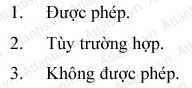 1. Được phép.
2. Tùy trường hợp.
3. Không được phép.